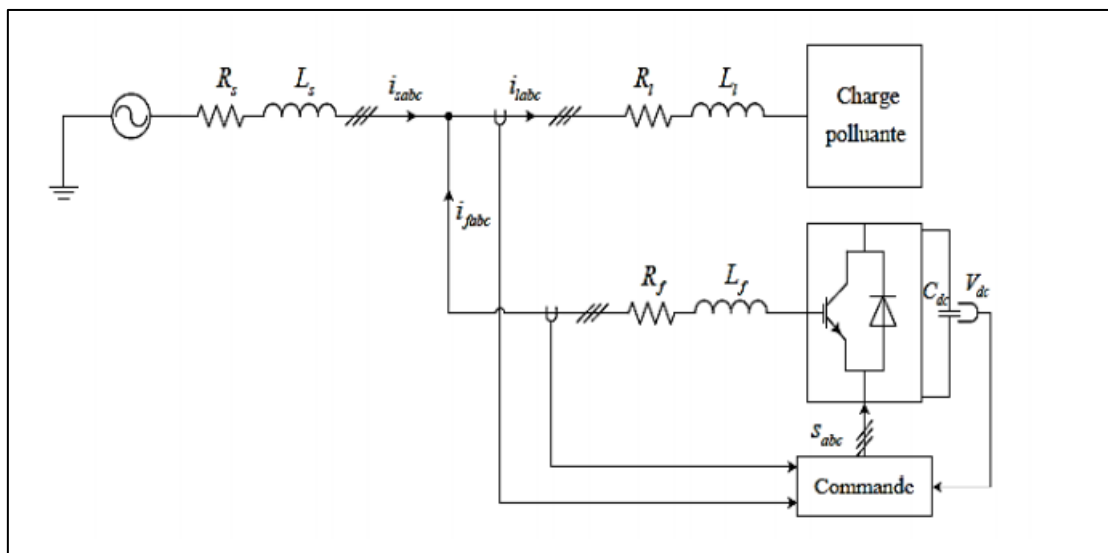 R_s
L_s
i_sabc
i_labc
R_l
L_l
Charge
polluante
i_fabc
R_f
L_f
C_dc
V_dc
S_abc
Commande